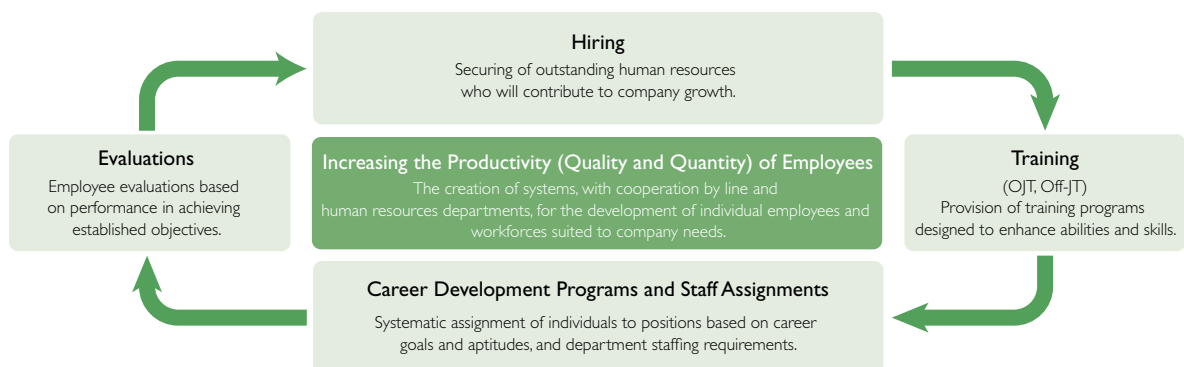 Hiring
Securing of outstanding human resources
who will contribute to company growth.
Evaluations
Employee evaluations based
on performance in achieving
established objectives.
Increasing the Productivity (Quality and Quantity) of Employees
The creation of systems, with cooperation by line and
human resources departments, for the development of individual employees and
workforces suited to company needs.
Training
(OJT, Off-JT)
Provision of training programs
designed to enhance abilities and skills.
Career Development Programs and Staff Assignments
Systematic assignment of individuals to positions based on career
goals and aptitudes, and department staffing requirements.